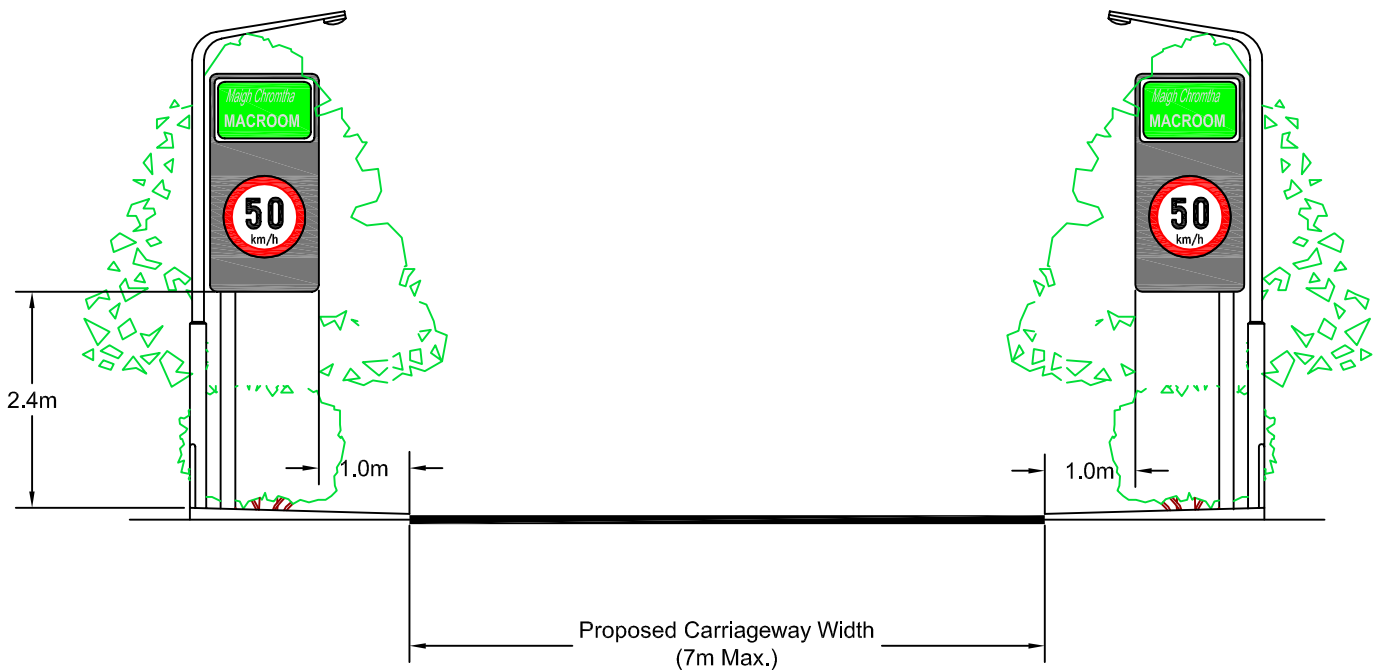 Maigh Chromtha
MACROOM
50
km/h
Maigh Chromtha
MACROOM
50
km/h
2.4m
1.0m
1.0m
Proposed Carriageway Width
(7m Max.)